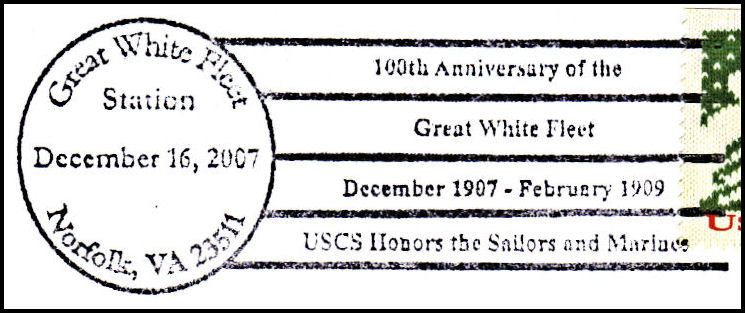 Great White Fleet
Station
December 16, 2007
Norfolk, VA 23511
100th Anniversary of the
Great White Fleet
December 1907 - February 1909
USCS Honors the Sailors and Marines